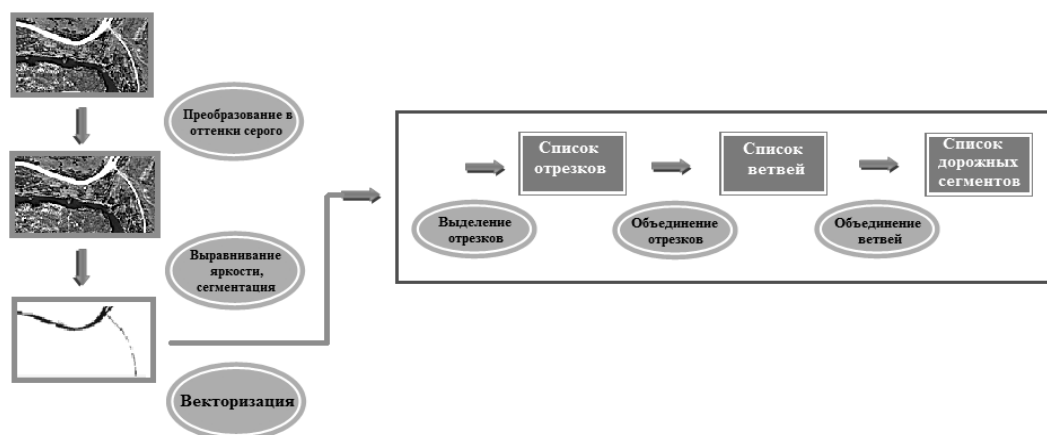 Преобразование в
оттенки серого
Выравнивание
яркости,
сегментация
Векторизация
Список
отрезков
Список
ветвей
Список
дорожных
сегментов
Выделение
отрезков
Объединение
отрезков
Объединение
ветвей